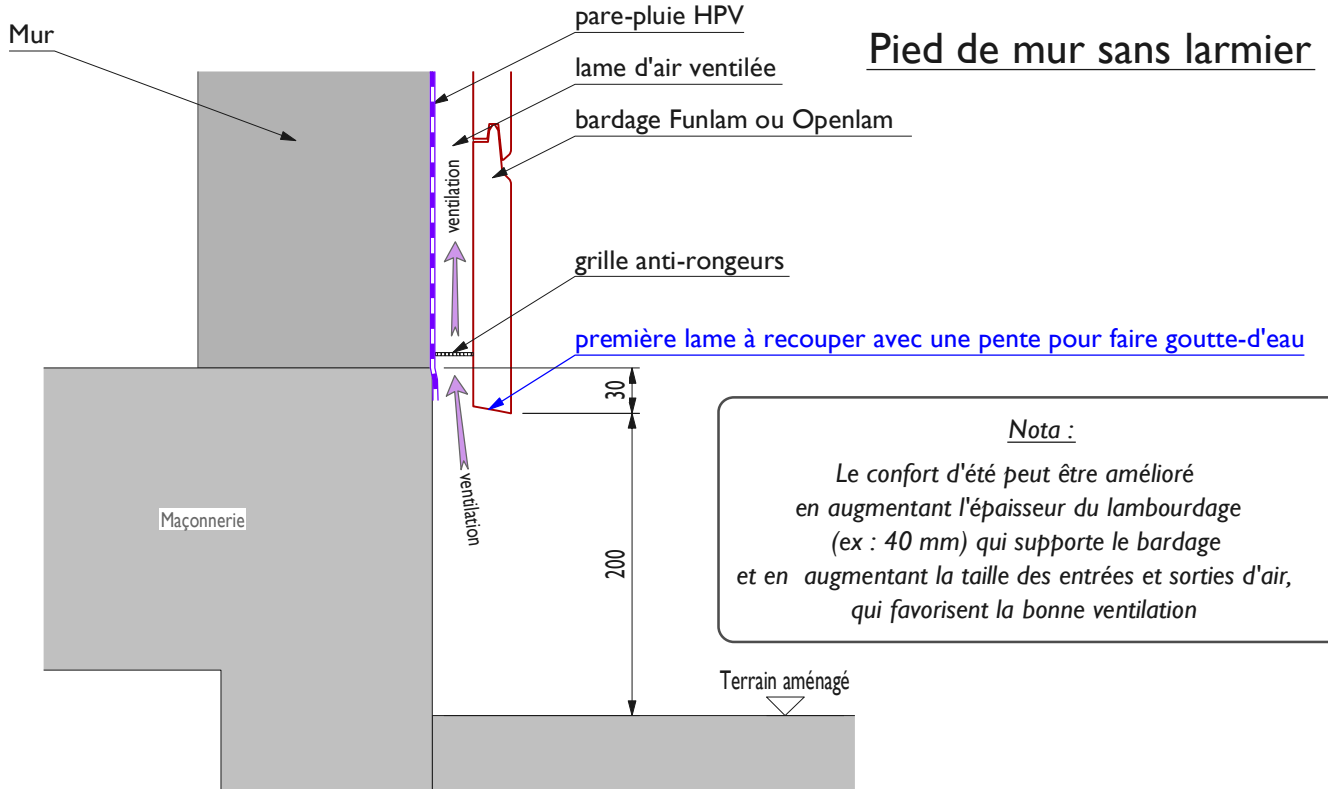 Pied de mur sans larmier
Mur
pare-pluie HPV
lame d'air ventilée
bardage Funlam ou Openlam
ventilation
grille anti-rongeurs
première lame à recouper avec une pente pour faire goutte-d'eau
30
ventilation
200
Maçonnerie
Nota :
Le confort d'été peut être amélioré
en augmentant l'épaisseur du lambourdage
(ex : 40 mm) qui supporte le bardage
et en augmentant la taille des entrées et sorties d'air,
qui favorisent la bonne ventilation
Terrain aménagé